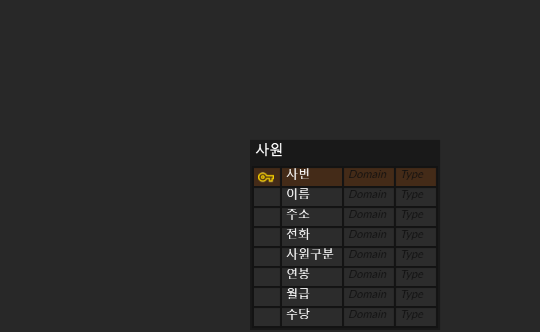 사원
사번 Domain Type
이름 Domain Type
주소 Domain Type
전화 Domain Type
사원구분 Domain Type
연봉 Domain Type
월급 Domain Type
수당 Domain Type